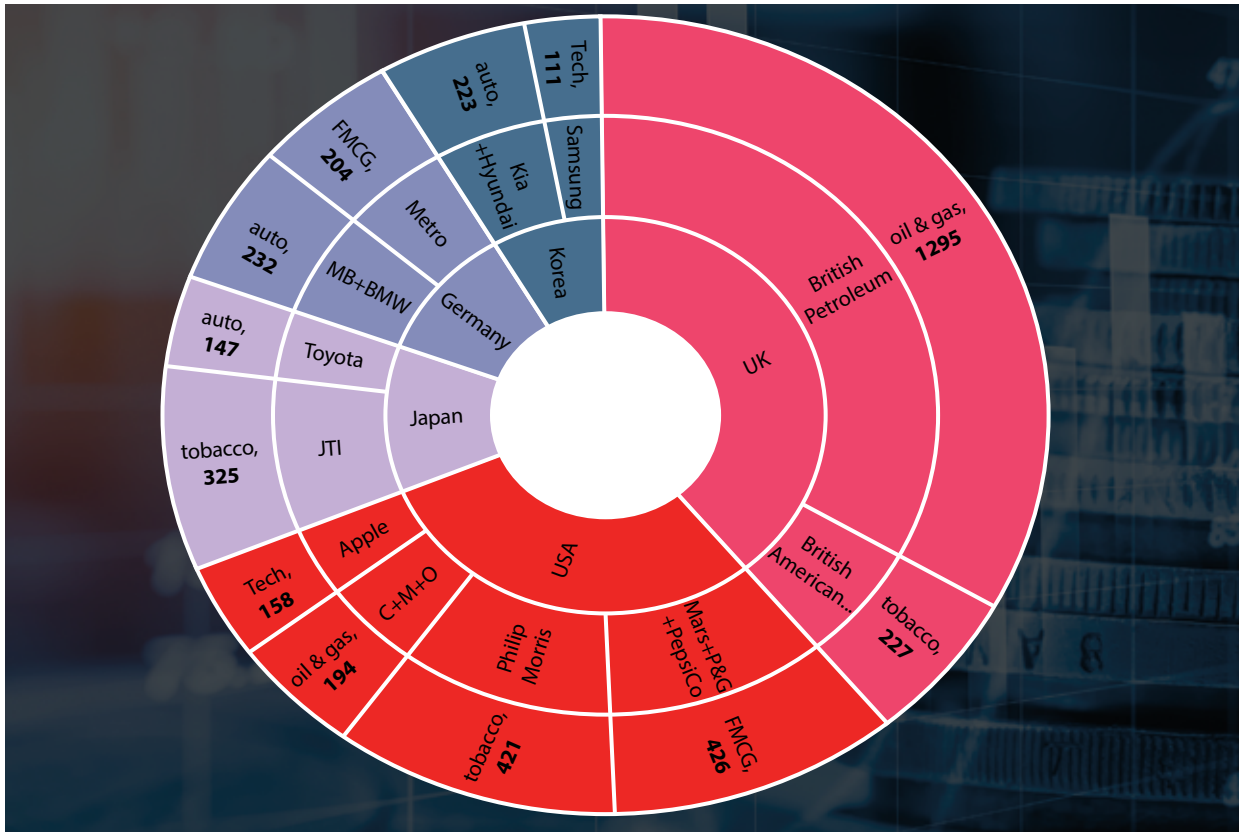 UK
British
Petroleum
oil & gas,
1295
British
American...
tobacco,
227
USA
Mars+P&G
+PepsiCo
FMCG,
426
Philip
Morris
tobacco,
421
C+M+O
oil & gas,
194
Apple
Tech,
158
Japan
JTI
tobacco,
325
Toyota
auto,
147
Germany
MB+BMW
auto,
232
Metro
FMCG,
204
Korea
Kia
+Hyundai
auto,
223
Samsung
Tech,
111